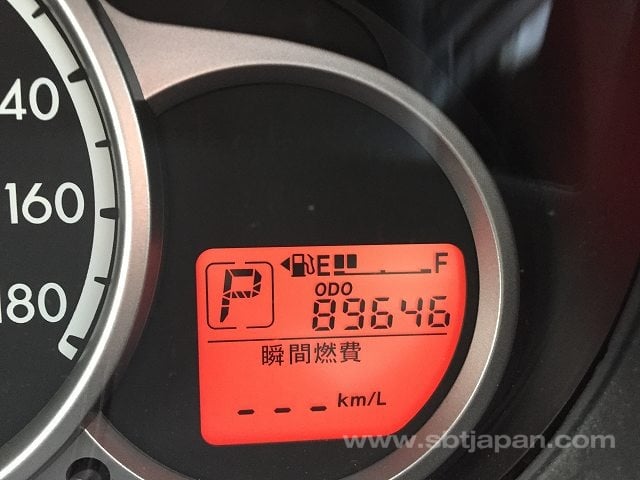 40
160
180
E F
P
ODO
89646
瞬間燃費
--- km/L
www.sbtjapan.com